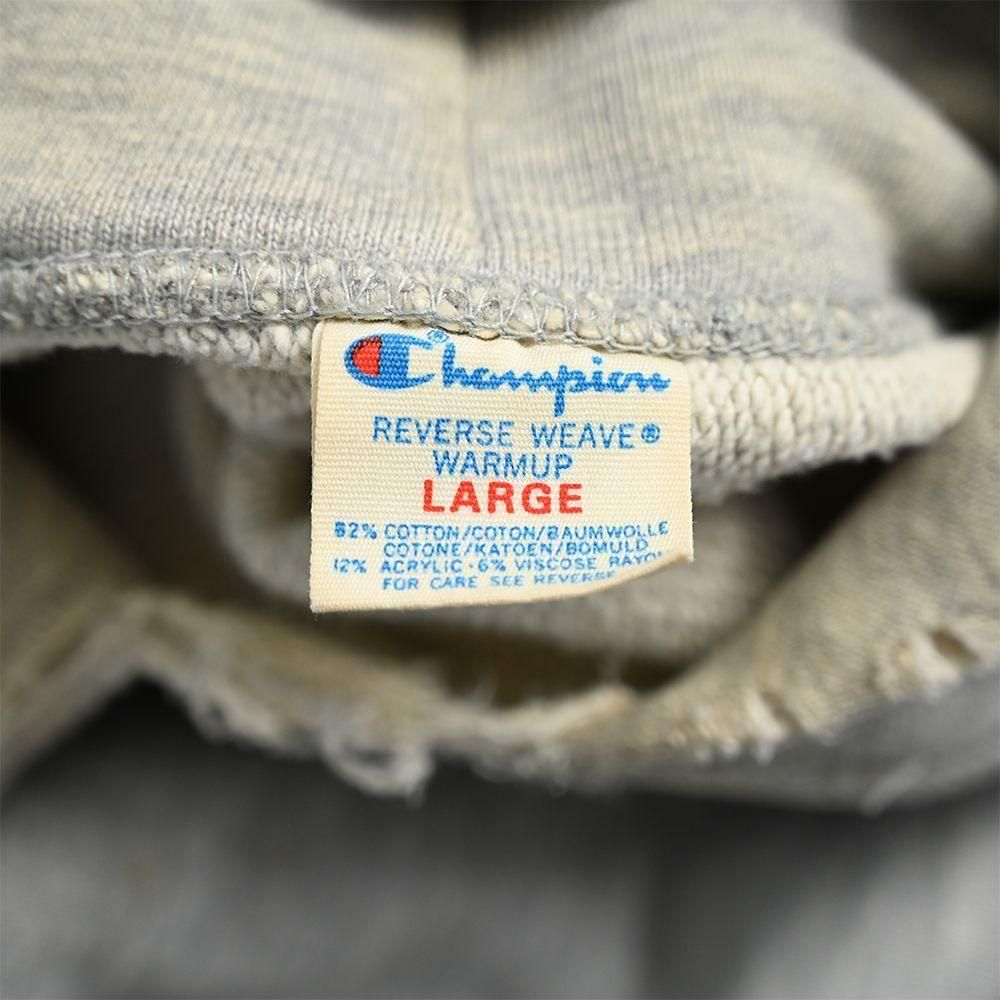 Champion®
REVERSE WEAVE®
WARMUP
LARGE
82% COTTON/COTON/BAUMWOLLE
COTONE/KATOEN/BOMULD
12% ACRYLIC · 6% VISCOSE RAYON
FOR CARE SEE REVERSE